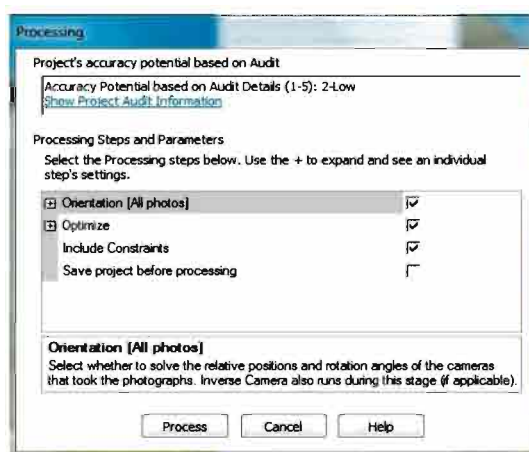 Processing
Project's accuracy potential based on Audit
Accuracy Potential based on Audit Details (1-5): 2-Low
Show Project Audit Information
Processing Steps and Parameters
Select the Processing steps below. Use the + to expand and see an individual
step's settings.
Orientation [All photos]
Optimize
Include Constraints
Save project before processing
Orientation [All photos]
Select whether to solve the relative positions and rotation angles of the cameras
that took the photographs. Inverse Camera also runs during this stage (if applicable).
Process Cancel Help